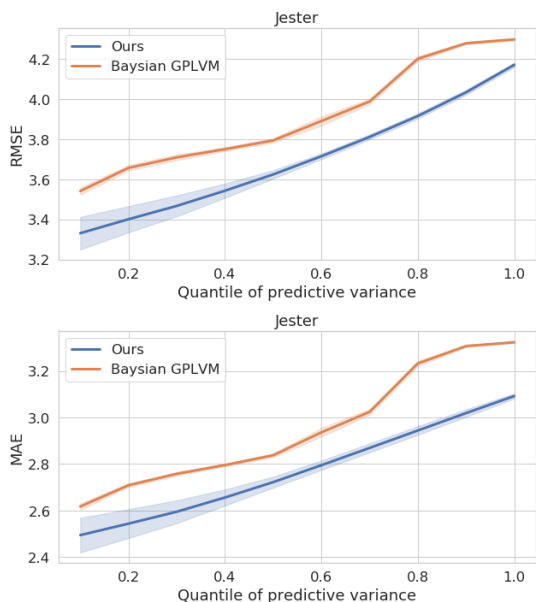 Jester
Ours
Baysian GPLVM
RMSE
4.2
4.0
3.8
3.6
3.4
3.2
0.2 0.4 0.6 0.8 1.0
Quantile of predictive variance
Jester
Ours
Baysian GPLVM
MAE
3.2
3.0
2.8
2.6
2.4
0.2 0.4 0.6 0.8 1.0
Quantile of predictive variance